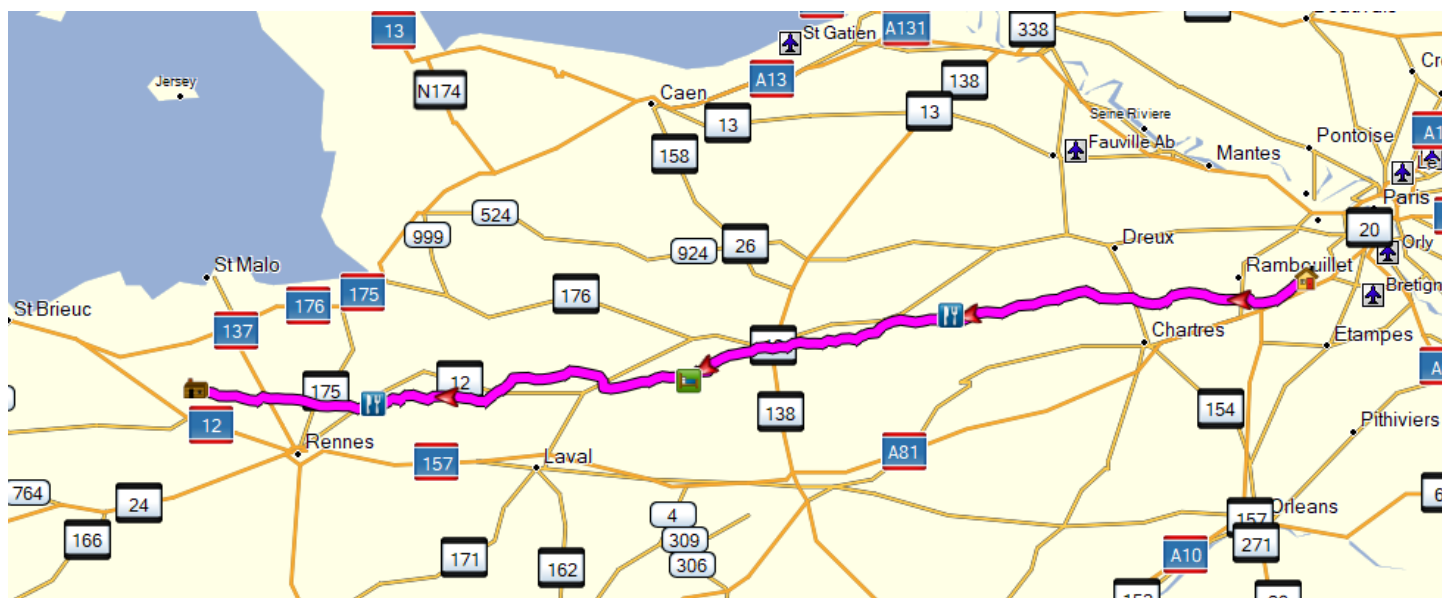 13
St Gatien
A131
338
Jersey
N174
A13
138
Caen
13
13
Seine Riviere
Pontoise
158
Fauville Ab
Mantes
Paris
524
20
999
924
26
Dreux
Orly
St Malo
Rambouillet
176
175
176
Bretign
St Brieuc
137
Chartres
Etampes
12
175
138
154
12
Pithiviers
Rennes
157
Laval
A81
764
24
4
157
Orleans
166
309
271
171
162
306
A10